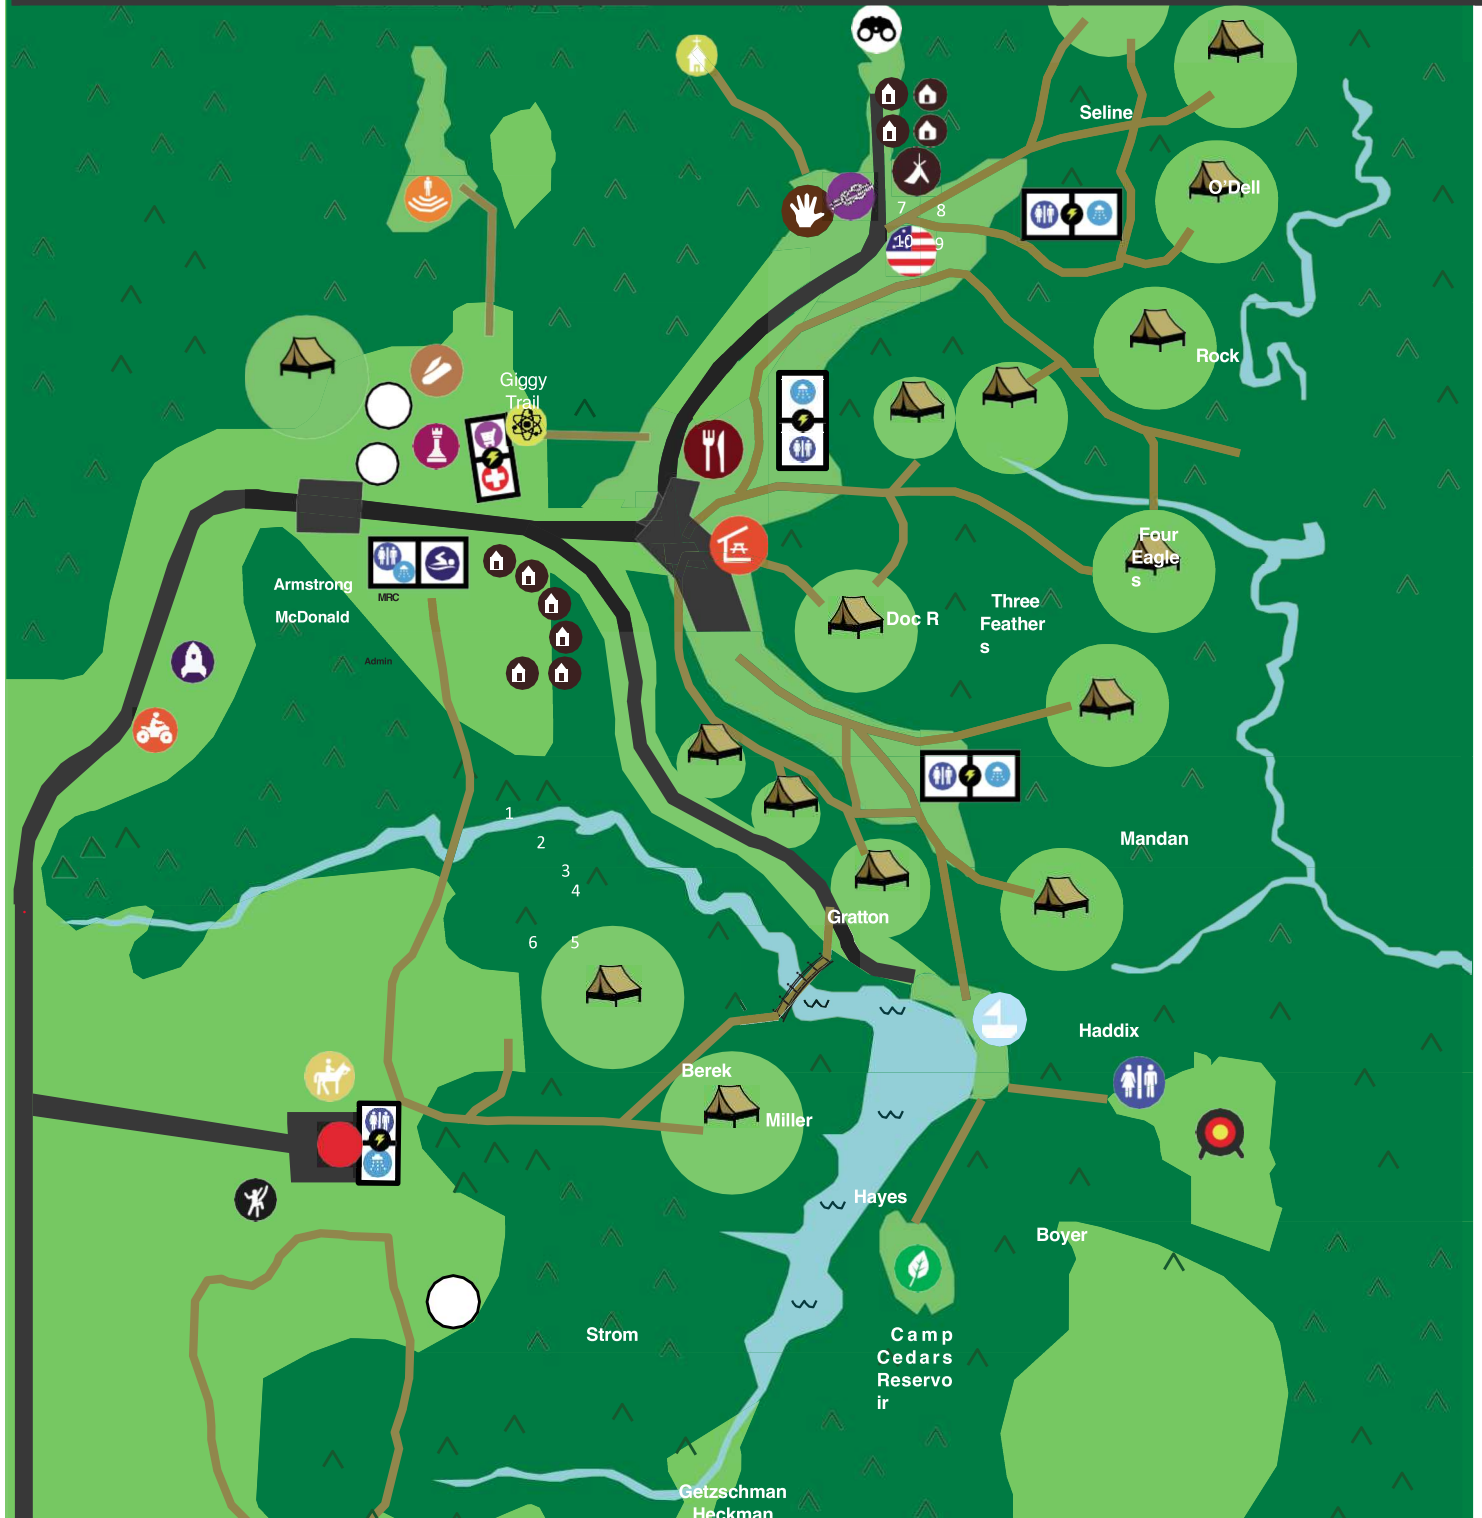 Seline
O'Dell
7
8
10
9
Rock
Giggy
Trail
Four
Eagle
s
Armstrong
MRC
McDonald
Three
Feather
s
Doc R
Admin
1
2
3
4
6
5
Mandan
Gratton
Haddix
Berek
Miller
Hayes
Boyer
Strom
Camp
Cedars
Reservo
ir
Getzschman
Heckman